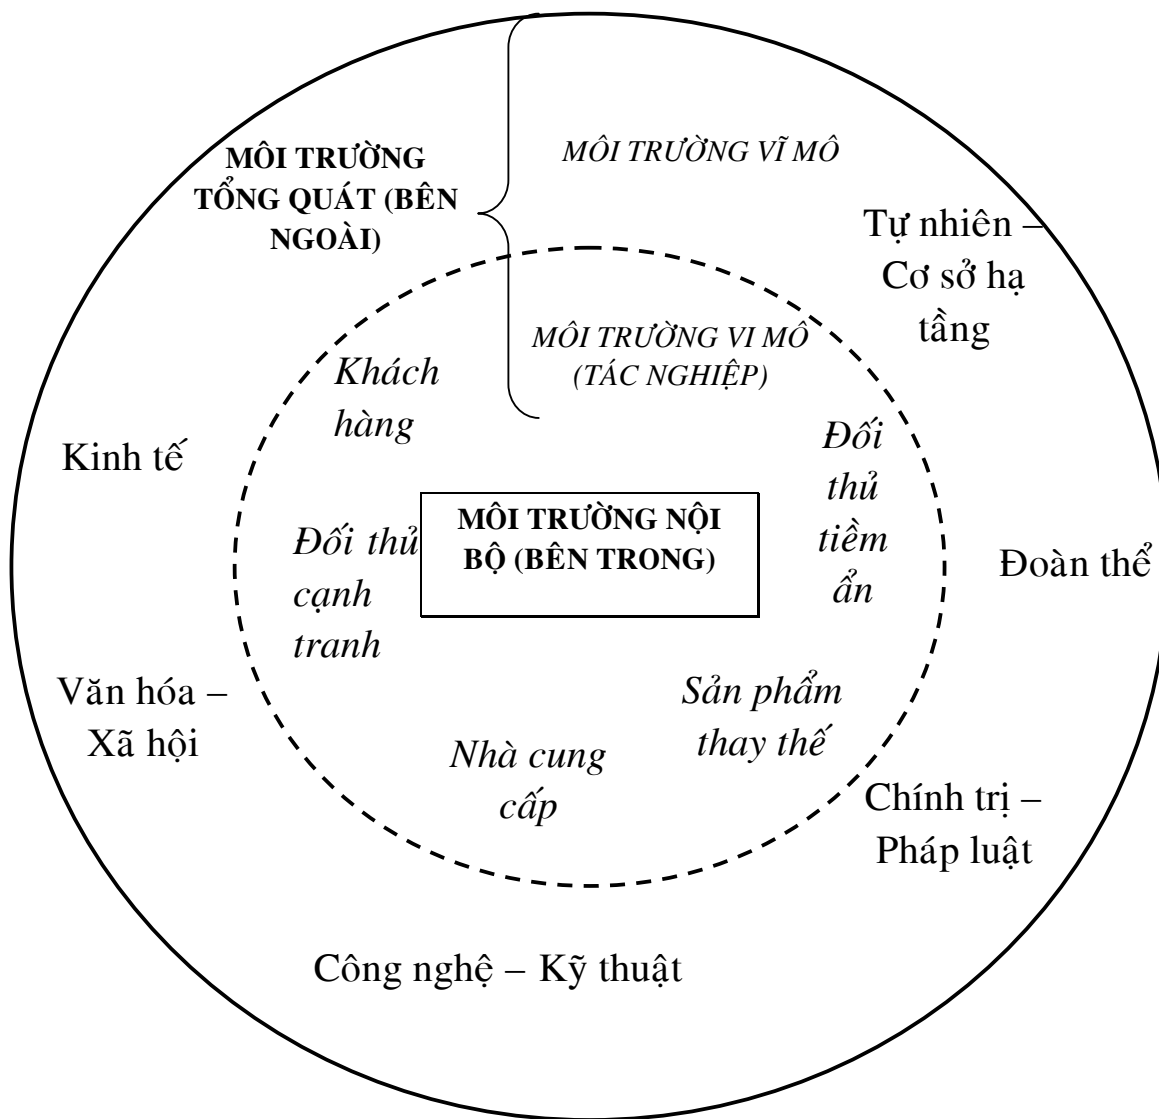 MÔI TRƯỜNG
TỔNG QUÁT (BÊN
NGOÀI)
MÔI TRƯỜNG VĨ MÔ
Tự nhiên –
Cơ sở hạ
tầng
MÔI TRƯỜNG VI MÔ
(TÁC NGHIỆP)
Khách
hàng
Kinh tế
Đối
thủ
tiềm
ẩn
MÔI TRƯỜNG NỘI
BỘ (BÊN TRONG)
Đối thủ
cạnh
tranh
Đoàn thể
Văn hóa –
Xã hội
Sản phẩm
thay thế
Nhà cung
cấp
Chính trị –
Pháp luật
Công nghệ – Kỹ thuật